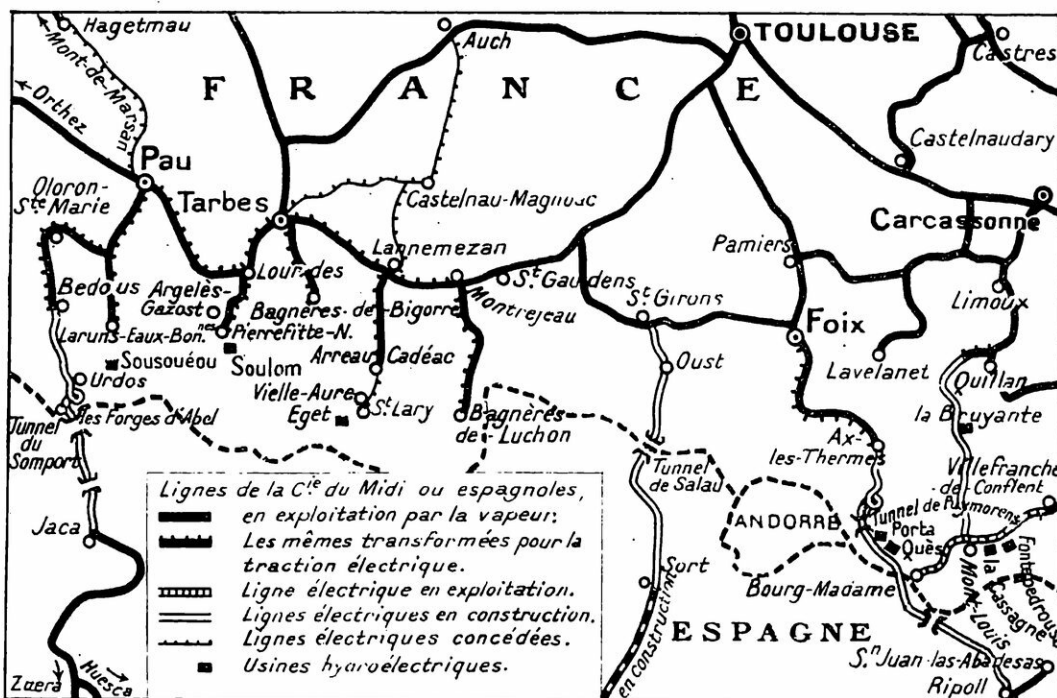 Hagetmau
Mont-de-Marsan
Orthez
Auch
TOULOUSE
Castres
FRANCE
Castelnaudary
Pau
Oloron-
Ste Marie
Tarbes
Castelnau-Magnoac
Carcassonne
Lannemezan
Pamiers
Lourdes
St Gaudens
Montrejeau
Bedous
Argelès-
Gazost
Bagnères-de-Bigorre
St Girons
Limoux
Laruns-Eaux-Bonnes
Pierrefitte-N.
Foix
Sousouéou
Soulom
Arreau Cadéac
Oust
Lavelanet
Quillan
Urdos
Vielle-Aure
Eget
St Lary
la Bruyante
les Forges d'Abel
Bagnères
de-Luchon
Ax-
les-Thermes
Tunnel
du
Somport
Tunnel
de Salau
Villefranche-
de-Conflent
Jaca
ANDORRE
Tunnel de Puymorens
Porta
Quès
Sort
Bourg-Madame
Mont-Louis
la
Cassagne
Fontpédrouse
en construction
ESPAGNE
Sn Juan-las-Abadesas
Ripoll
Zuera
Huesca
Lignes de la Cie du Midi ou espagnoles,
en exploitation par la vapeur;
Les mêmes transformées pour la
traction électrique.
Ligne électrique en exploitation.
Lignes électriques en construction.
Lignes électriques concédées.
Usines hydroélectriques.